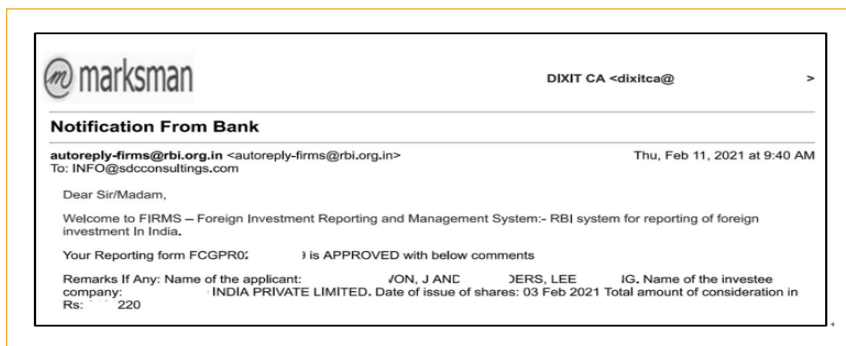 marksman
DIXIT CA <dixitca@ >
Notification From Bank
autoreply-firms@rbi.org.in <autoreply-firms@rbi.org.in> Thu, Feb 11, 2021 at 9:40 AM
To: INFO@sdcconsultings.com
Dear Sir/Madam,
Welcome to FIRMS – Foreign Investment Reporting and Management System:- RBI system for reporting of foreign
investment In India.
Your Reporting form is APPROVED with below comments
Remarks If Any: Name of the applicant: J LEE Name of the investee
company: INDIA PRIVATE LIMITED. Date of issue of shares: 03 Feb 2021 Total amount of consideration in
Rs: 220